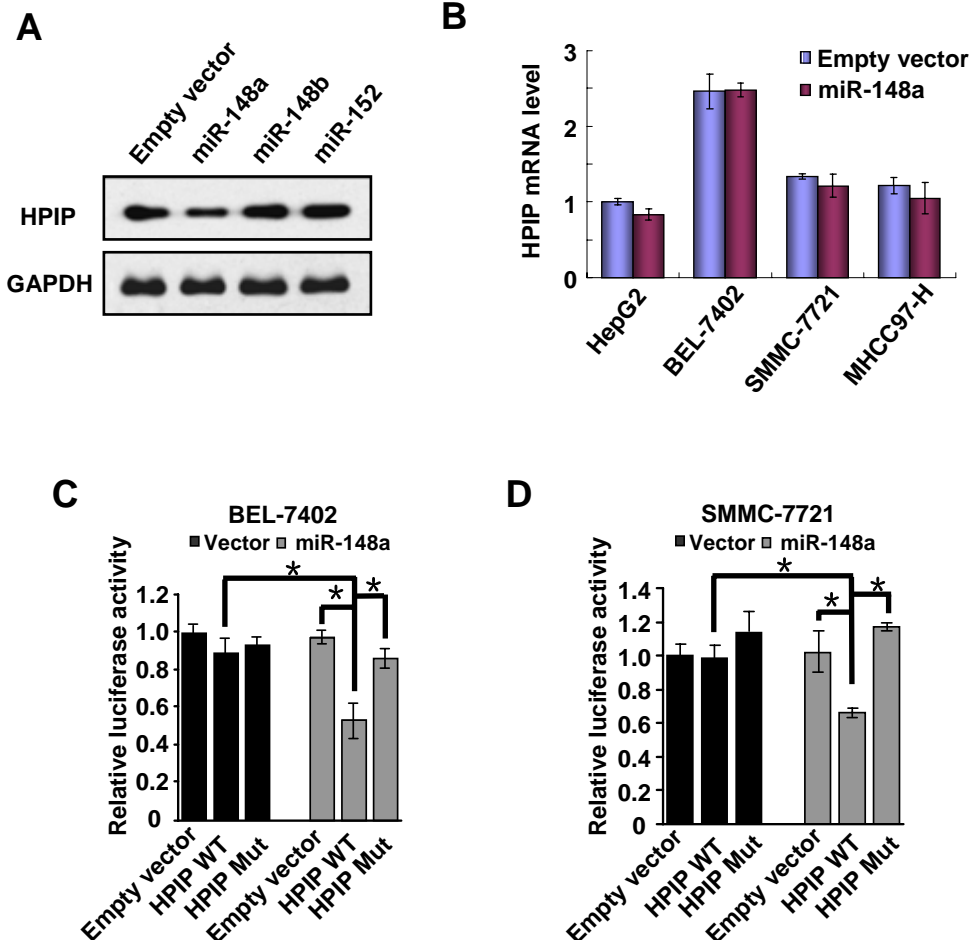 A
Empty vector
miR-148a
miR-148b
miR-152
HPIP
GAPDH
B
Empty vector
miR-148a
HPIP mRNA level
3
2
1
0
HepG2
BEL-7402
SMMC-7721
MHCC97-H
C
BEL-7402
Vector miR-148a
* * *
Relative luciferase activity
1.2
1.0
0.8
0.6
0.4
0.2
0
Empty vector
HPIP WT
HPIP Mut
Empty vector
HPIP WT
HPIP Mut
D
SMMC-7721
Vector miR-148a
* * *
Relative luciferase activity
1.4
1.2
1.0
0.8
0.6
0.4
0.2
0
Empty vector
HPIP WT
HPIP Mut
Empty vector
HPIP WT
HPIP Mut